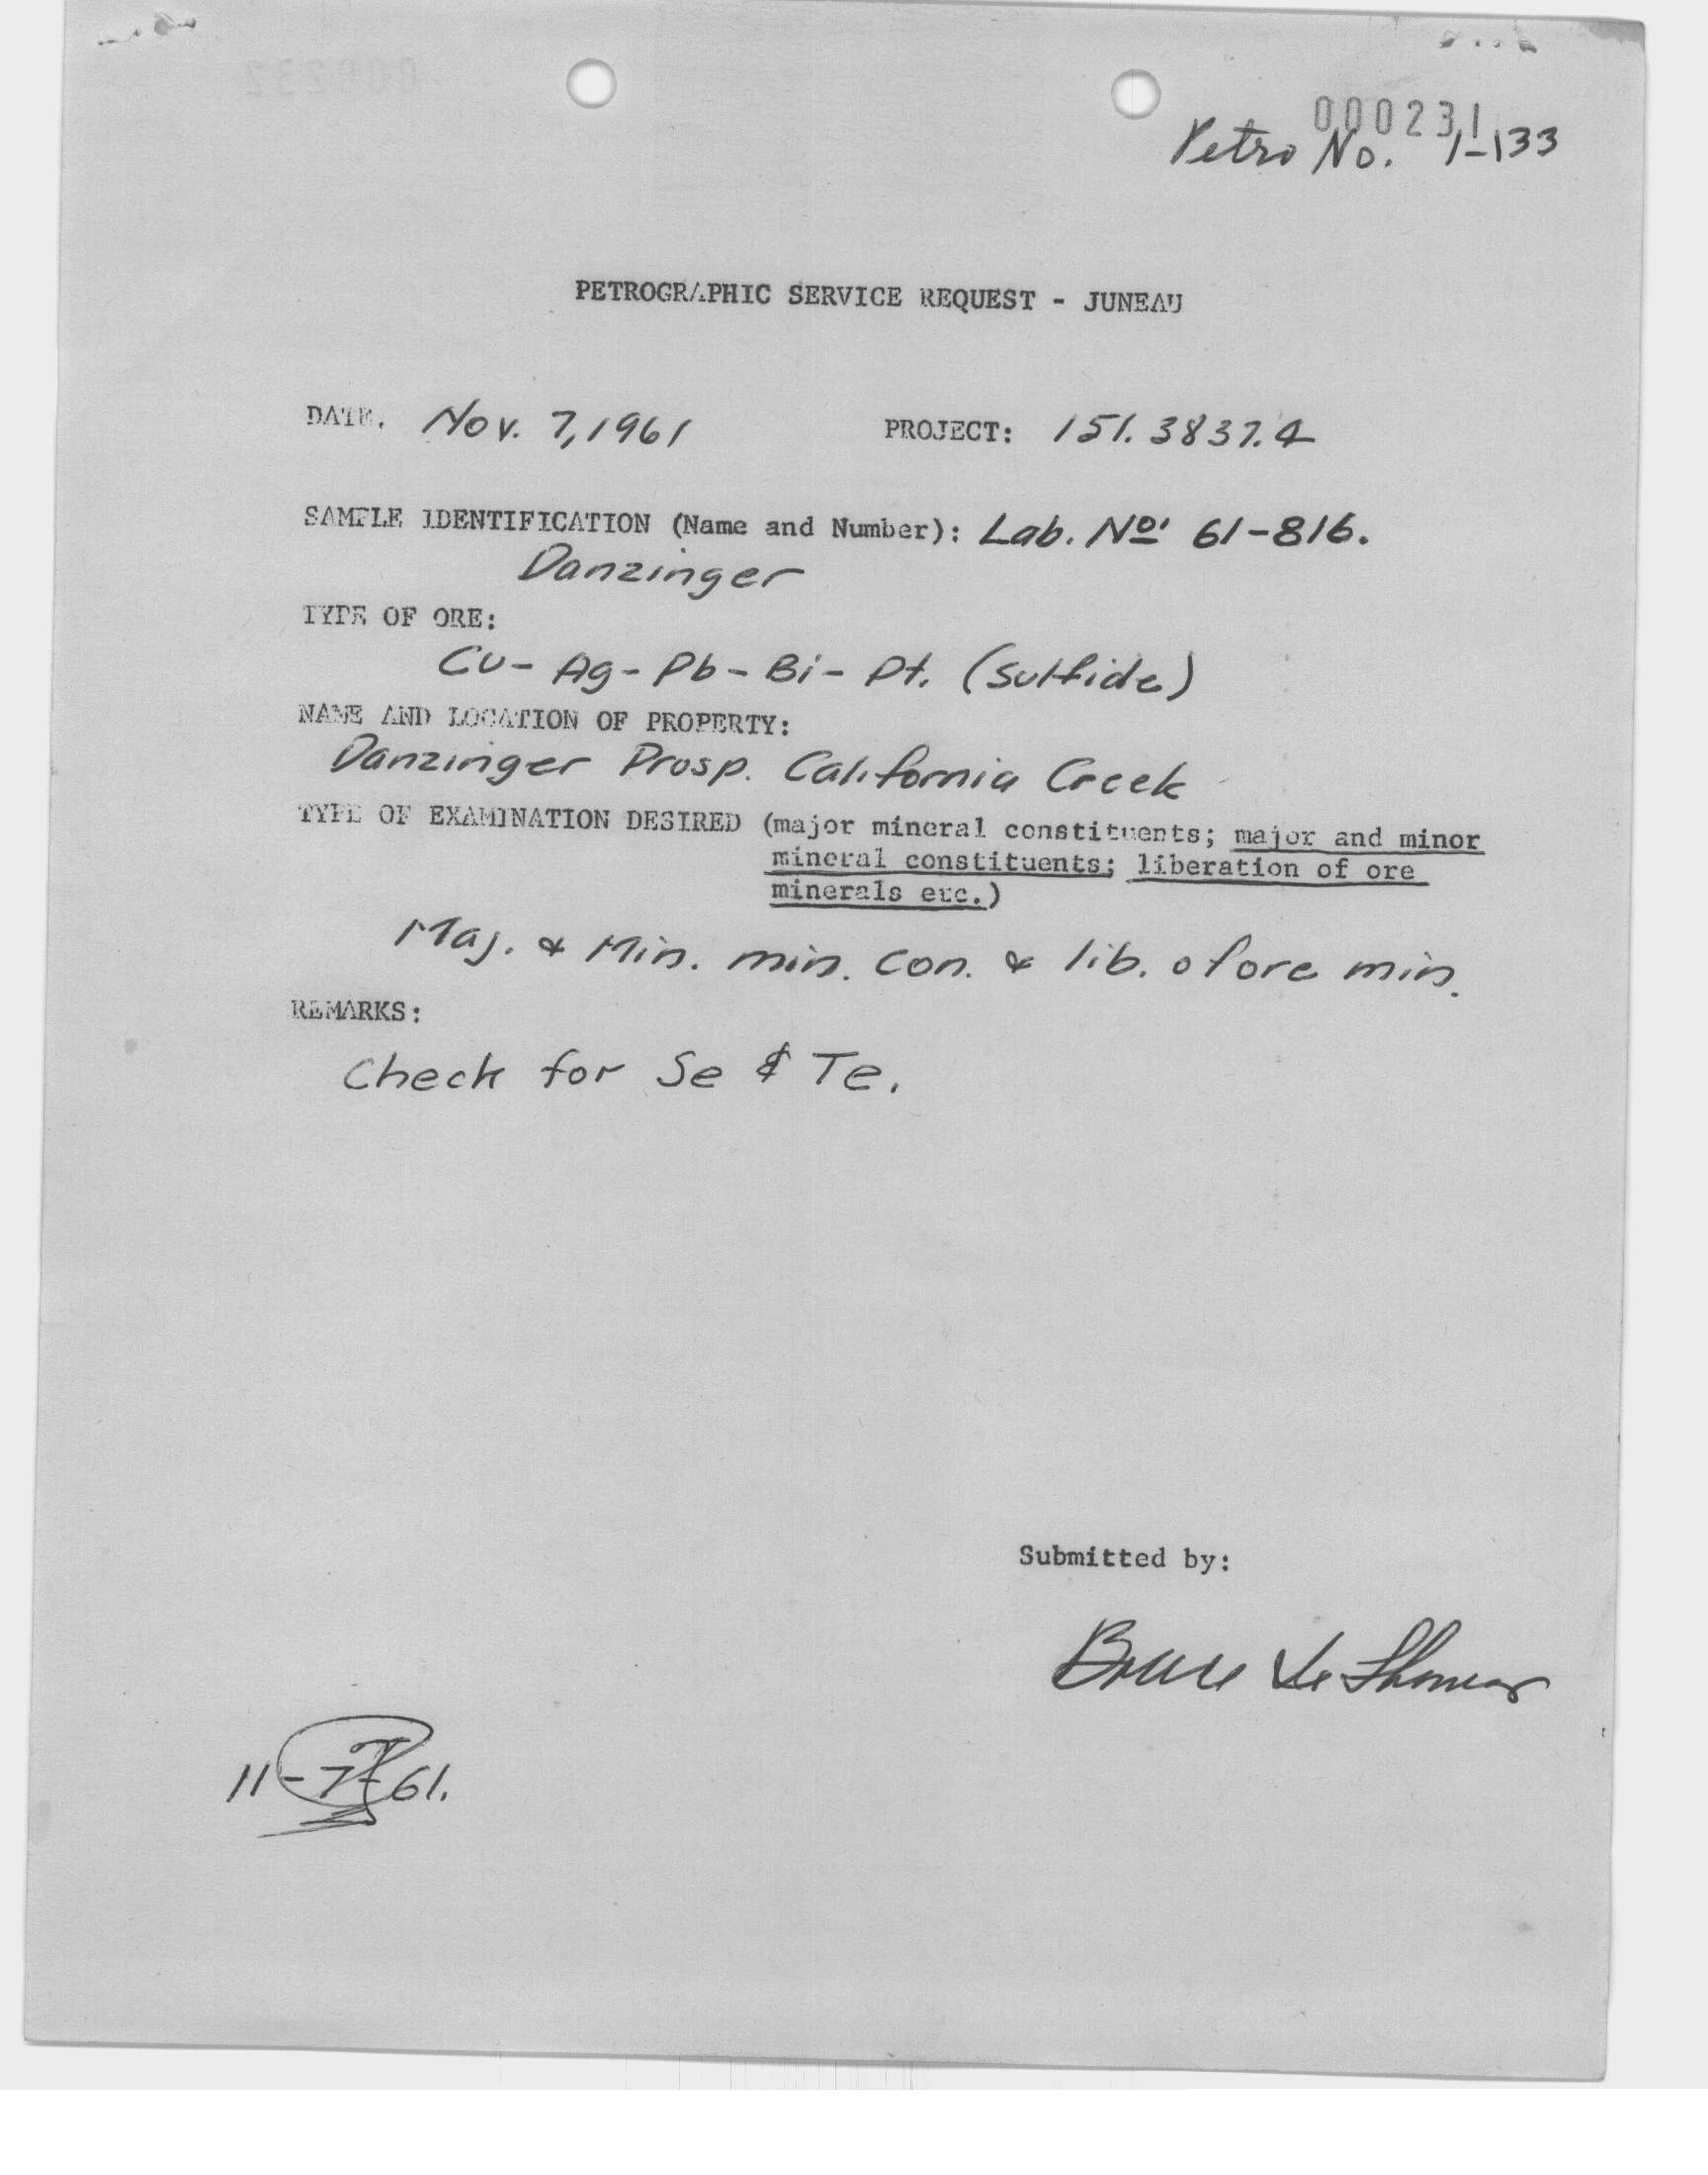 000231
Petro No. 1-133
PETROGRAPHIC SERVICE REQUEST - JUNEAU
DATE. Nov. 7, 1961 PROJECT: 151.3837.4
SAMPLE IDENTIFICATION (Name and Number): Lab. No. 61-816.
Danzinger
TYPE OF ORE:
Cu-Ag-Pb-Bi-Pt. (sulfide)
NAME AND LOCATION OF PROPERTY:
Danzinger Prosp. California Creek
TYPE OF EXAMINATION DESIRED (major mineral constituents; major and minor
mineral constituents; liberation of ore
minerals etc.)
Maj. & Min. min. con. & lib. of ore min.
REMARKS:
Check for Se & Te.
Submitted by:
Bruce Thomas
11-7-61.